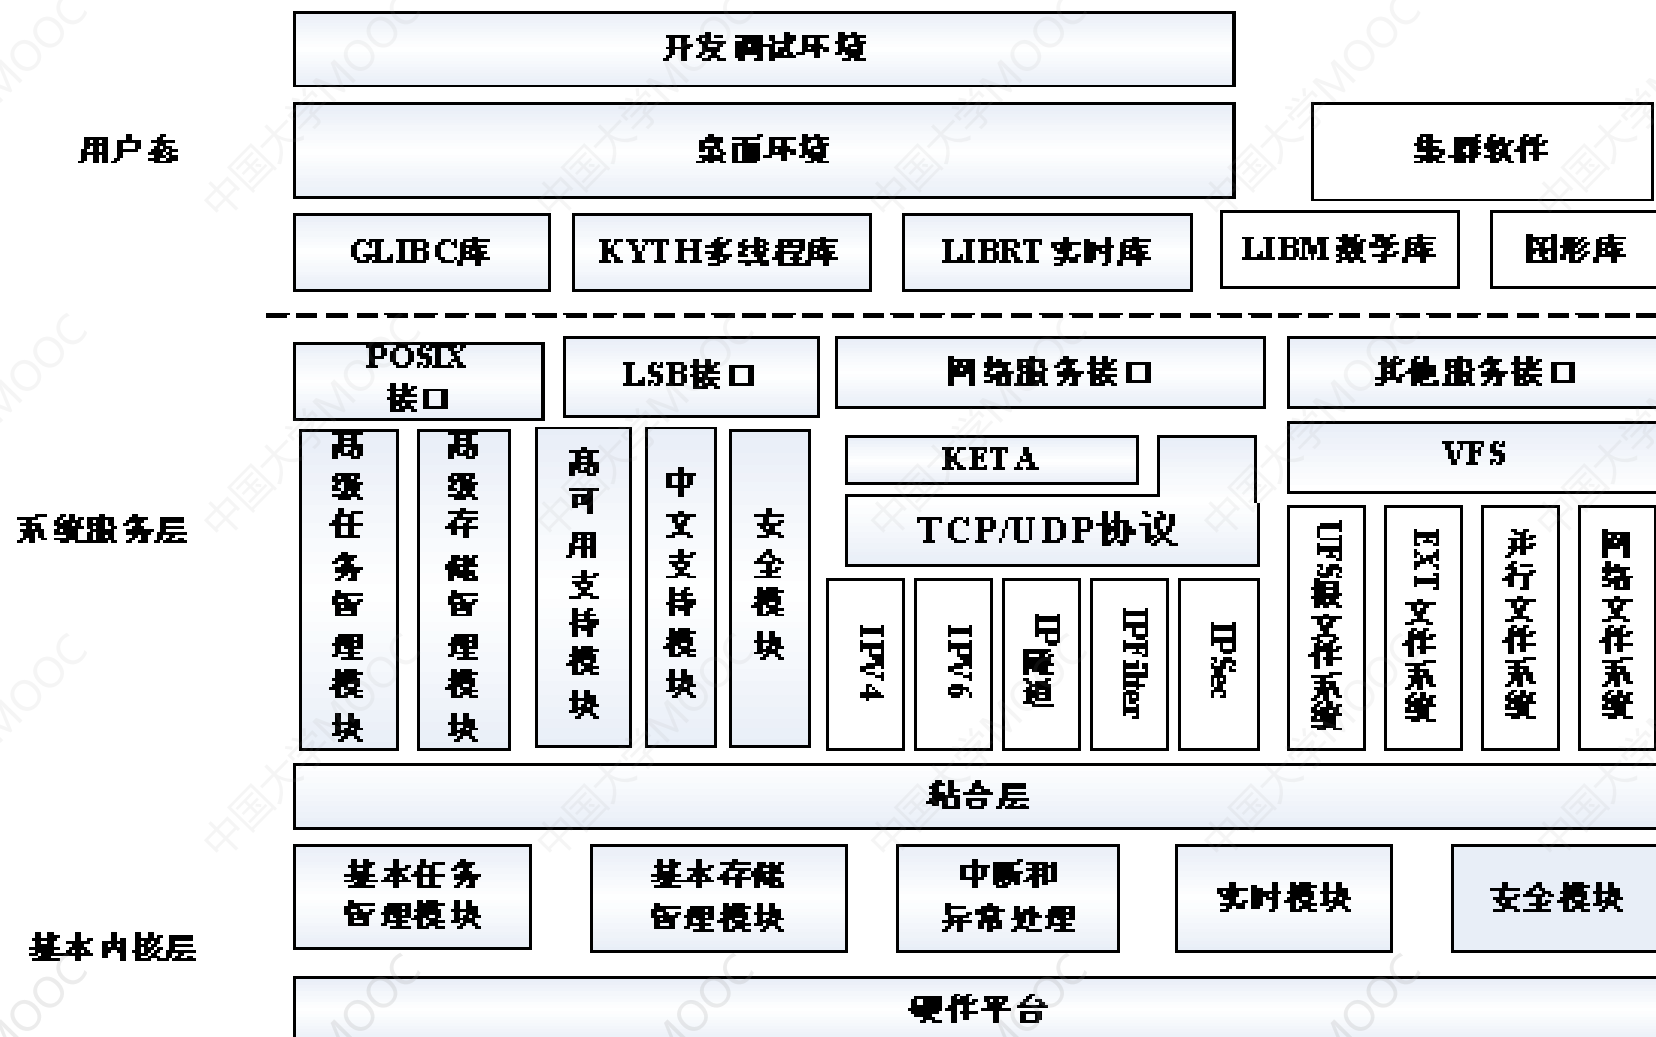 开发调试环境
用户态
桌面环境
集群软件
GLIBC库
KYTH多线程库
LIBRT实时库
LIBM数学库
图形库
POSIX
接口
LSB接口
网络服务接口
其他服务接口
系统服务层
高级任务管理模块
高级存储管理模块
高可用支持模块
中文支持模块
安全模块
KETA
TCP/UDP协议
IPV4
IPV6
IP隧道
IPFilter
IPSec
VFS
UFS2文件系统
EXT文件系统
并行文件系统
网络文件系统
粘合层
基本内核层
基本任务
管理模块
基本存储
管理模块
中断和
异常处理
实时模块
安全模块
硬件平台
中国大学MOOC